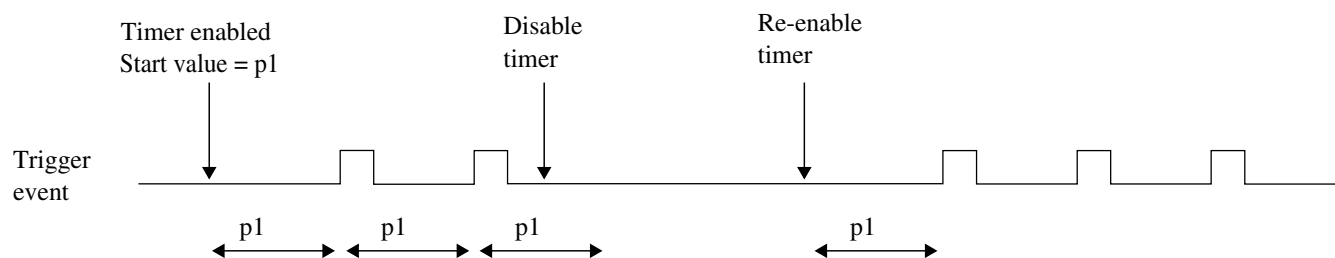 Timer enabled
Start value = p1
Disable
timer
Re-enable
timer
Trigger
event
p1
p1
p1
p1